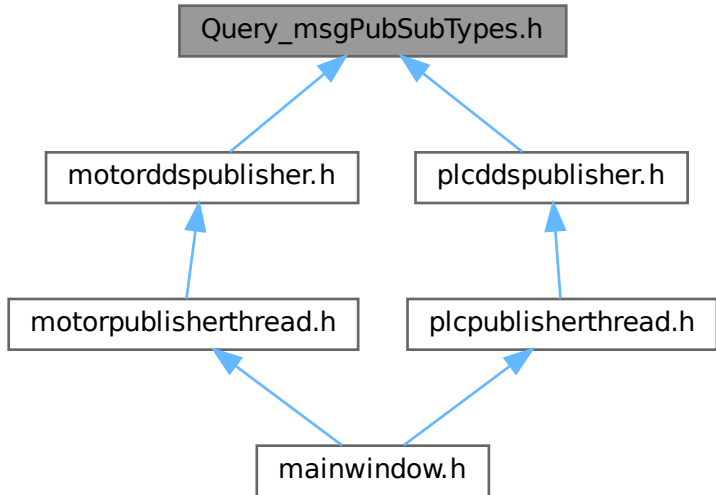 Query_msgPubSubTypes.h
motorddspublisher.h
plcddspublisher.h
motorpublisherthread.h
plcpublisherthread.h
mainwindow.h